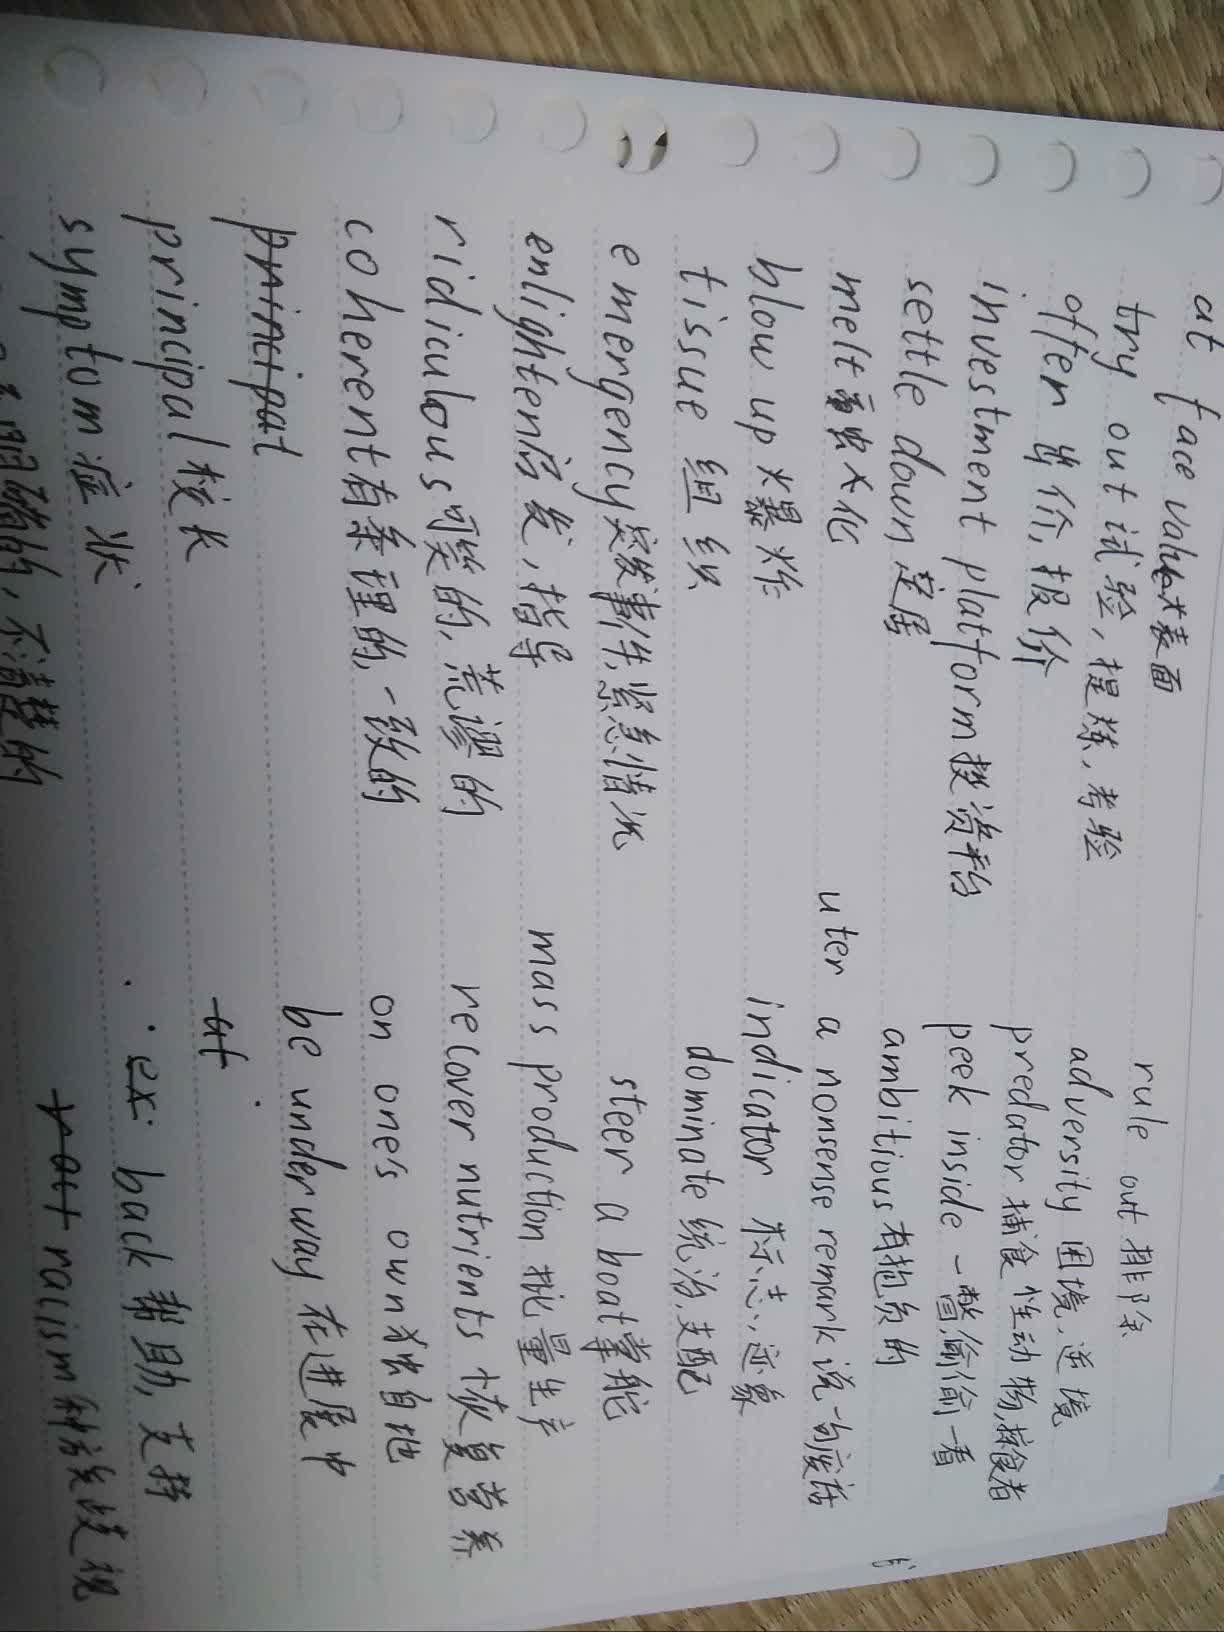 at face value 表面
try out 试验, 提炼, 考验
offer 出价, 报价
investment platform 投资平台
settle down 定居
melt 融化
blow up 爆炸
tissue 组织
emergency 突发事件, 紧急情况
enlighten 启发, 指导
ridiculous 可笑的, 荒谬的
coherent 有条理的, 一致的
principal 校长
symptom 症状
明确的, 不清楚的
rule out 排除
adversity 困境, 逆境
predator 捕食性动物, 掠食者
peek inside 一瞥, 偷偷一看
ambitious 有抱负的
uter a nonsense remark 说一句废话
indicator 标志, 迹象
dominate 统治, 支配
steer a boat 掌舵
mass production 批量生产
recover nutrients 恢复营养
on one's own 独自地
be underway 在进展中
back 帮助, 支持
racism 种族歧视